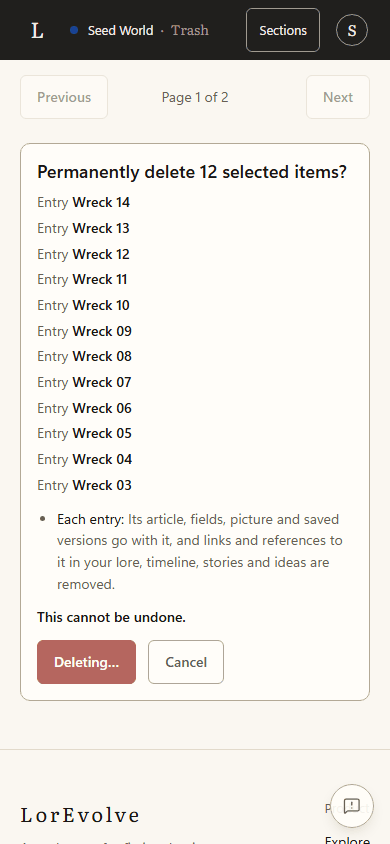 L Seed World · Trash Sections S
Previous Page 1 of 2 Next
Permanently delete 12 selected items?
Entry Wreck 14
Entry Wreck 13
Entry Wreck 12
Entry Wreck 11
Entry Wreck 10
Entry Wreck 09
Entry Wreck 08
Entry Wreck 07
Entry Wreck 06
Entry Wreck 05
Entry Wreck 04
Entry Wreck 03
• Each entry: Its article, fields, picture and saved
versions go with it, and links and references to
it in your lore, timeline, stories and ideas are
removed.
This cannot be undone.
Deleting... Cancel
LorEvolve
Explore